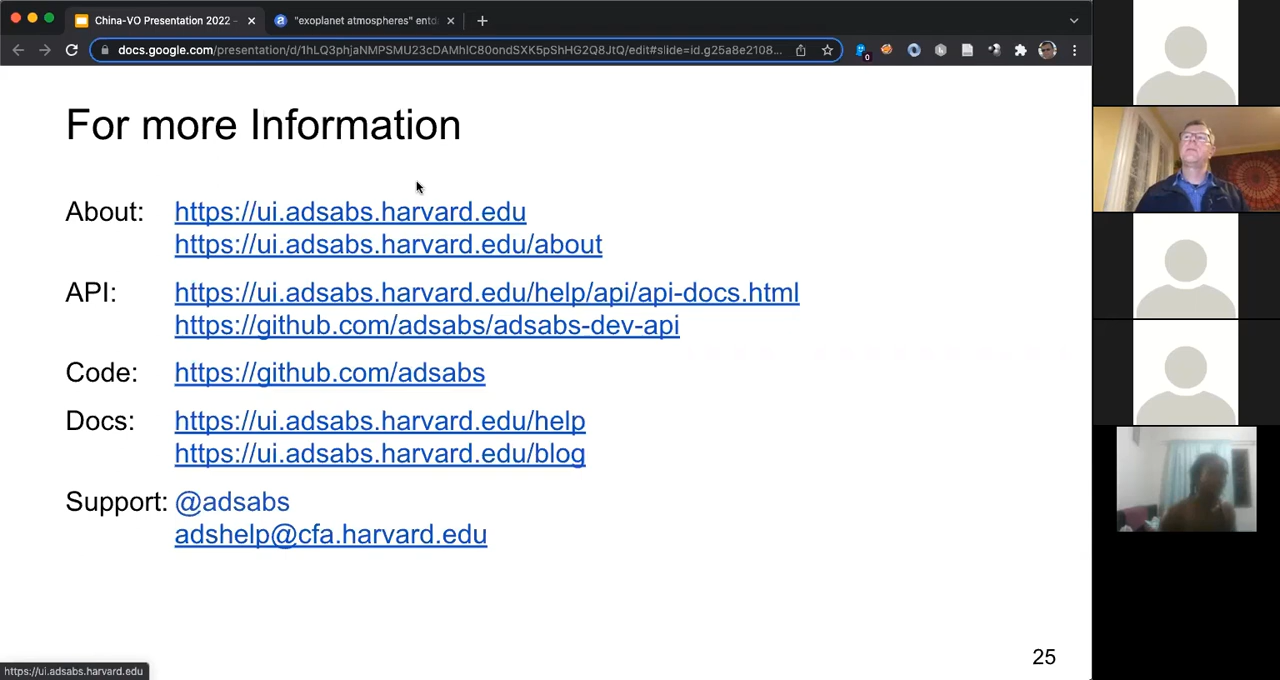 China-VO Presentation 2022 -
"exoplanet atmospheres" entd
docs.google.com/presentation/d/1hLQ3phjaNMPSMU23cDAMhlC80ondSXK5pShHG2Q8JtQ/edit#slide=id.g25a8e2108...
0
For more Information
About: https://ui.adsabs.harvard.edu
https://ui.adsabs.harvard.edu/about
API: https://ui.adsabs.harvard.edu/help/api/api-docs.html
https://github.com/adsabs/adsabs-dev-api
Code: https://github.com/adsabs
Docs: https://ui.adsabs.harvard.edu/help
https://ui.adsabs.harvard.edu/blog
Support: @adsabs
adshelp@cfa.harvard.edu
25
https://ui.adsabs.harvard.edu